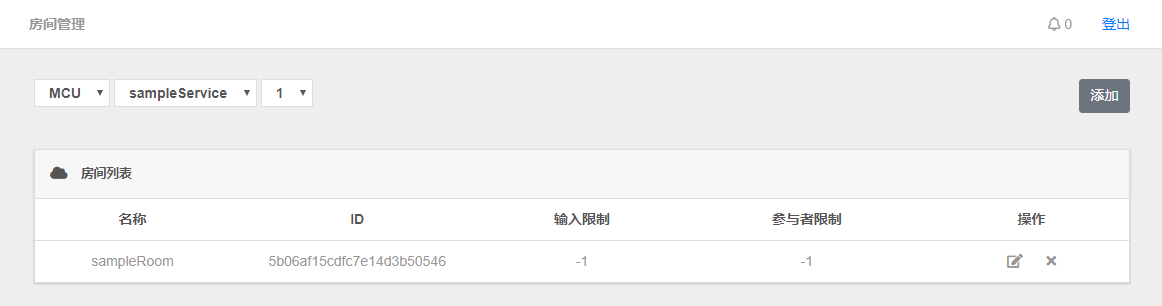 房间管理 0 登出
MCU sampleService 1 添加
房间列表
名称 ID 输入限制 参与者限制 操作
sampleRoom 5b06af15cdfc7e14d3b50546 -1 -1